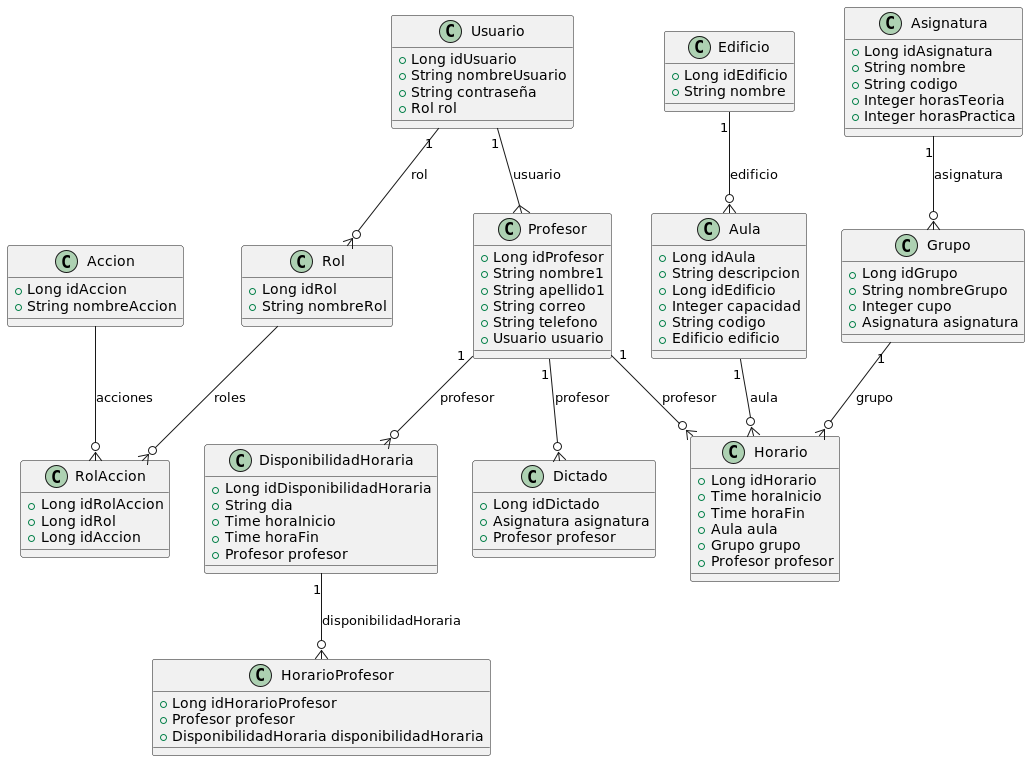 C Usuario
Long idUsuario
String nombreUsuario
String contraseña
Rol rol
C Edificio
Long idEdificio
String nombre
C Asignatura
Long idAsignatura
String nombre
String codigo
Integer horasTeoria
Integer horasPractica
1
rol
1
usuario
1
edificio
1
asignatura
C Accion
Long idAccion
String nombreAccion
C Rol
Long idRol
String nombreRol
C Profesor
Long idProfesor
String nombre1
String apellido1
String correo
String telefono
Usuario usuario
C Aula
Long idAula
String descripcion
Long idEdificio
Integer capacidad
String codigo
Edificio edificio
C Grupo
Long idGrupo
String nombreGrupo
Integer cupo
Asignatura asignatura
acciones
roles
1
profesor
1
profesor
1
profesor
1
aula
1
grupo
C RolAccion
Long idRolAccion
Long idRol
Long idAccion
C DisponibilidadHoraria
Long idDisponibilidadHoraria
String dia
Time horaInicio
Time horaFin
Profesor profesor
C Dictado
Long idDictado
Asignatura asignatura
Profesor profesor
C Horario
Long idHorario
Time horaInicio
Time horaFin
Aula aula
Grupo grupo
Profesor profesor
1
disponibilidadHoraria
C HorarioProfesor
Long idHorarioProfesor
Profesor profesor
DisponibilidadHoraria disponibilidadHoraria